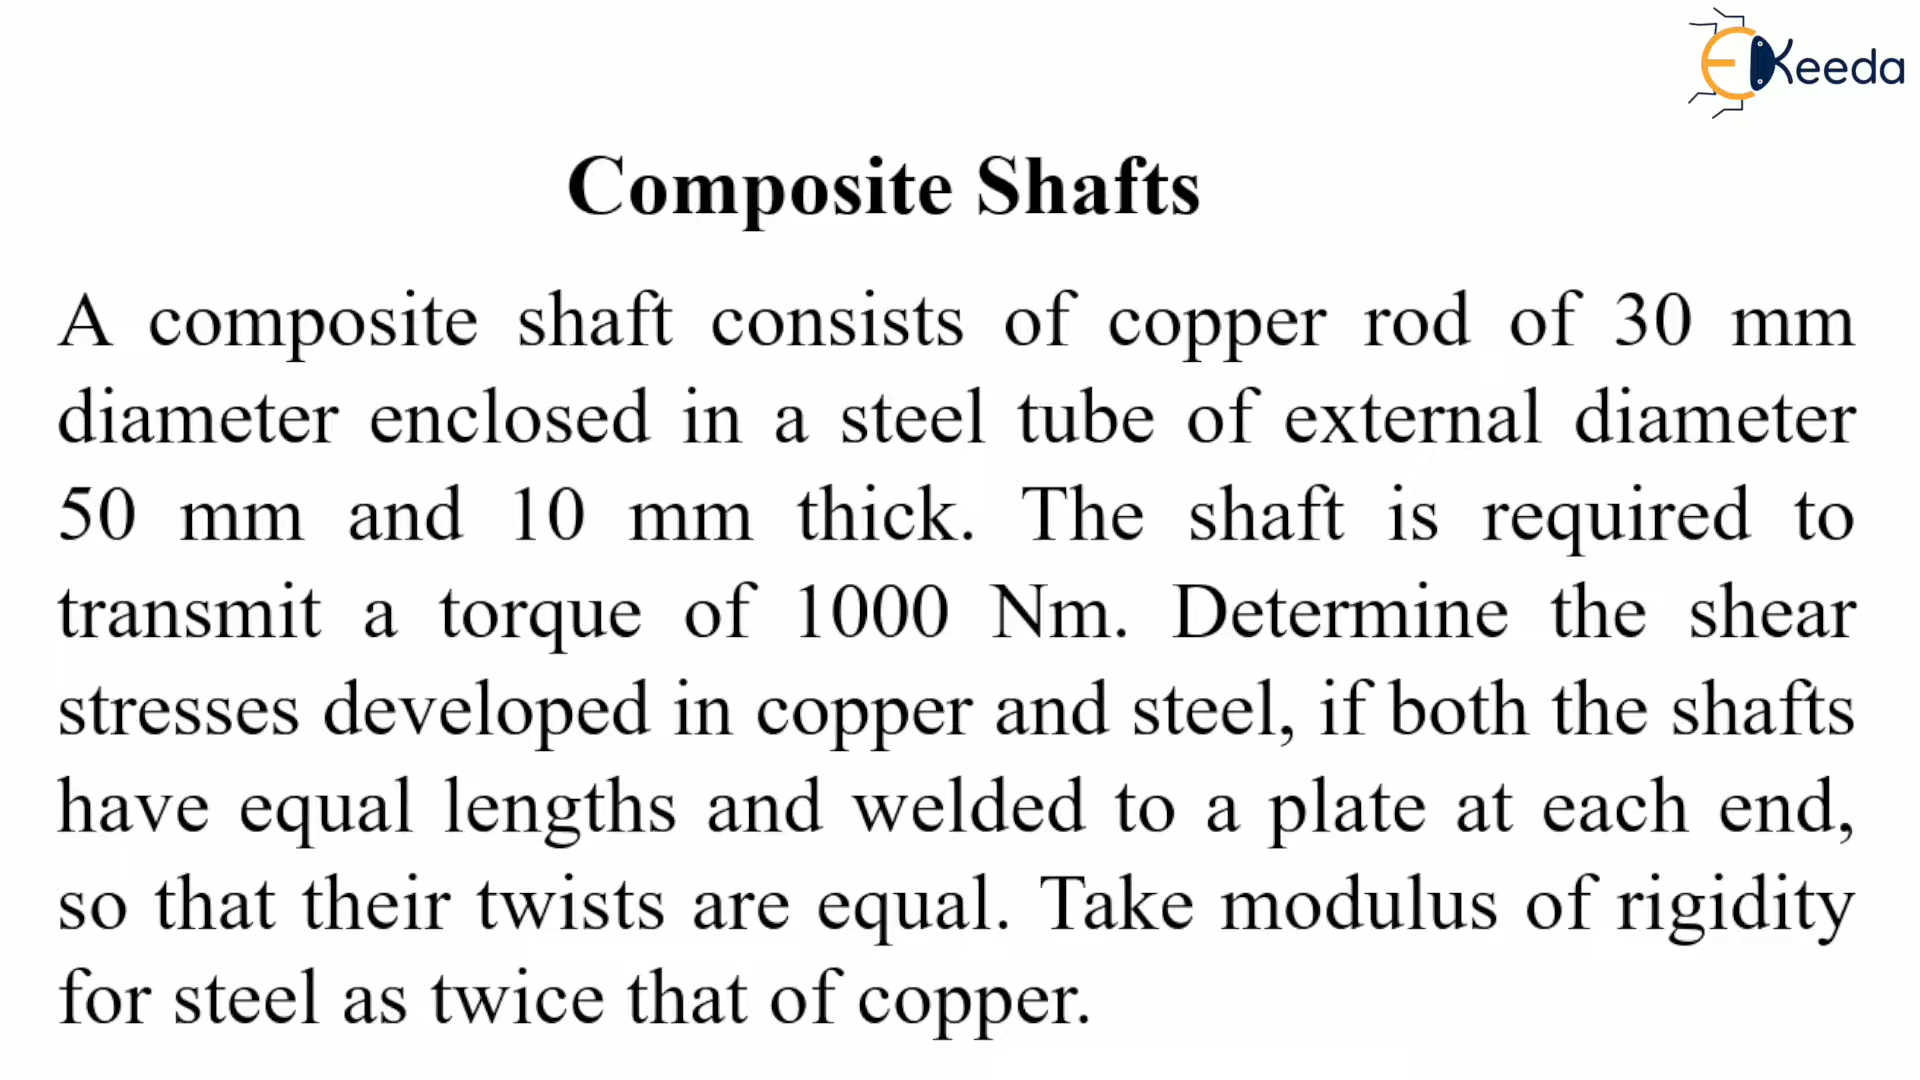 EKeeda
Composite Shafts
A composite shaft consists of copper rod of 30 mm
diameter enclosed in a steel tube of external diameter
50 mm and 10 mm thick. The shaft is required to
transmit a torque of 1000 Nm. Determine the shear
stresses developed in copper and steel, if both the shafts
have equal lengths and welded to a plate at each end,
so that their twists are equal. Take modulus of rigidity
for steel as twice that of copper.